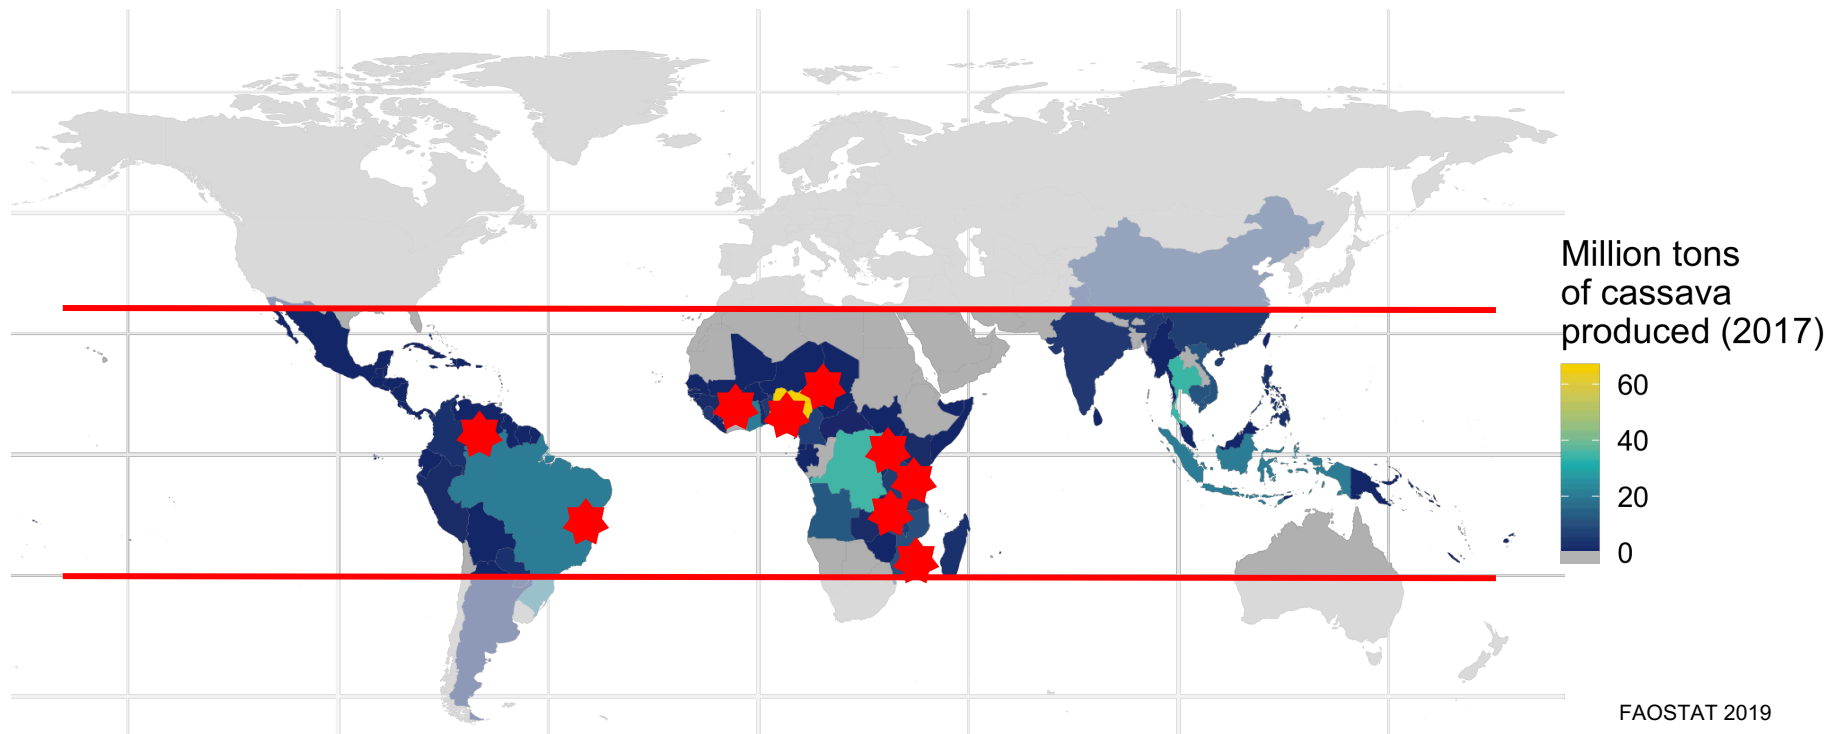 Million tons
of cassava
produced (2017)
60
40
20
0
FAOSTAT 2019